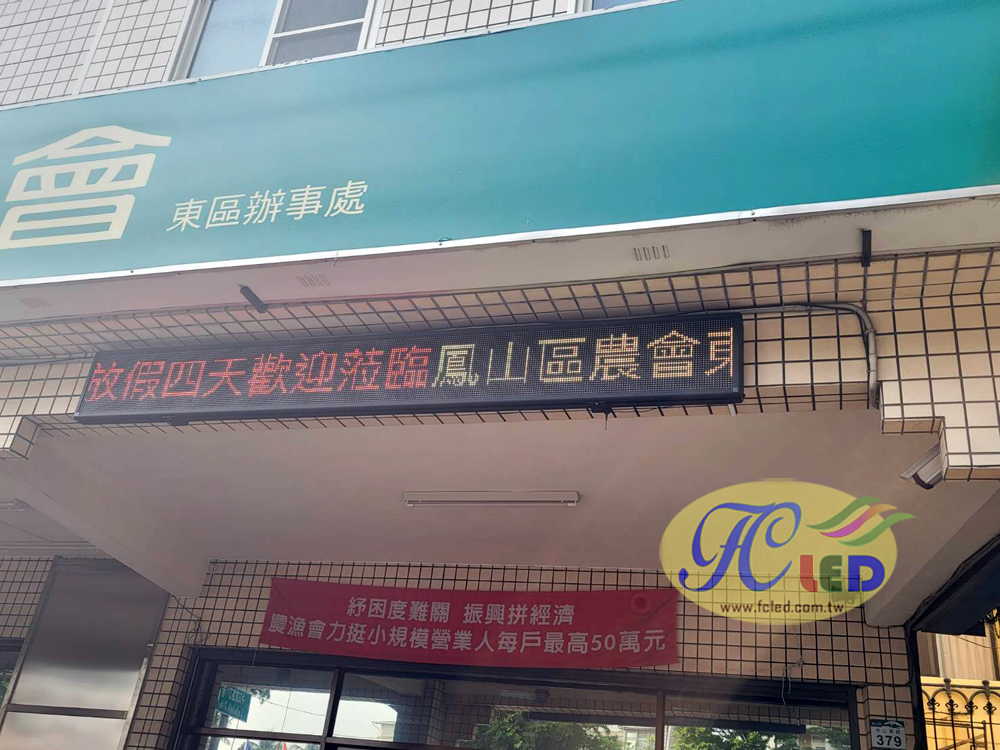 會
東區辦事處
放假四天歡迎蒞臨鳳山區農會東
FC LED
www.fcled.com.tw
紓困度難關 振興拼經濟
農漁會力挺小規模營業人每戶最高50萬元
379